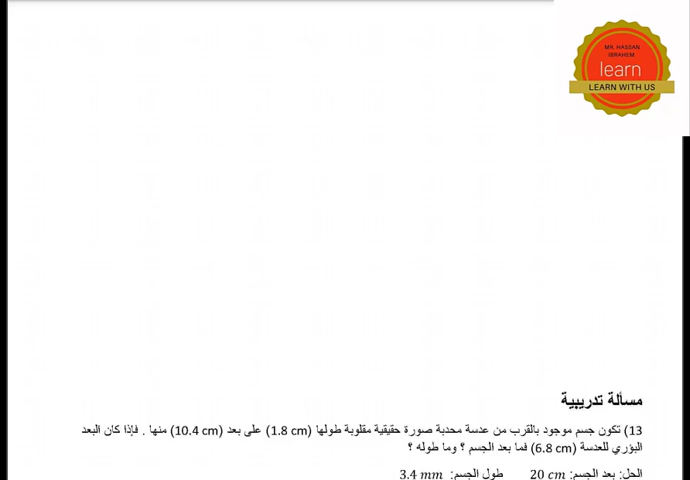 MR. HASSAN
IBRAHEM
learn
LEARN WITH US
مسألة تدريبية
13) تكون جسم موجود بالقرب من عدسة محدبة صورة حقيقية مقلوبة طولها (1.8 cm) على بعد (10.4 cm) منها . فإذا كان البعد
البؤري للعدسة (6.8 cm) فما بعد الجسم ؟ وما طوله ؟
الحل: بعد الجسم: 20 cm طول الجسم: 3.4 mm